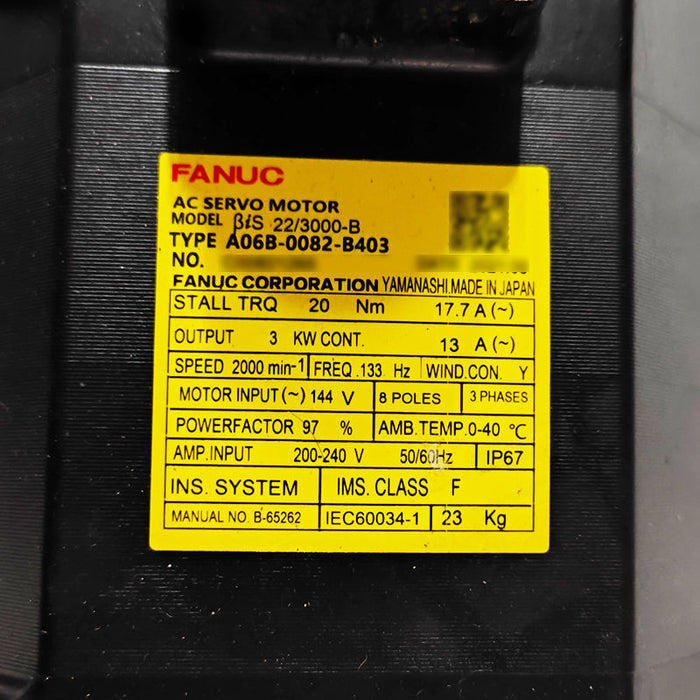 FANUC
AC SERVO MOTOR
MODEL βiS 22/3000-B
TYPE A06B-0082-B403
NO.
FANUC CORPORATION YAMANASHI.MADE IN JAPAN
STALL TRQ 20 Nm 17.7 A (~)
OUTPUT 3 KW CONT. 13 A (~)
SPEED 2000 min-1 FREQ .133 Hz WIND.CON. Y
MOTOR INPUT (~) 144 V 8 POLES 3 PHASES
POWERFACTOR 97 % AMB.TEMP.0-40 ℃
AMP.INPUT 200-240 V 50/60Hz IP67
INS. SYSTEM IMS. CLASS F
MANUAL NO. B-65262 IEC60034-1 23 Kg